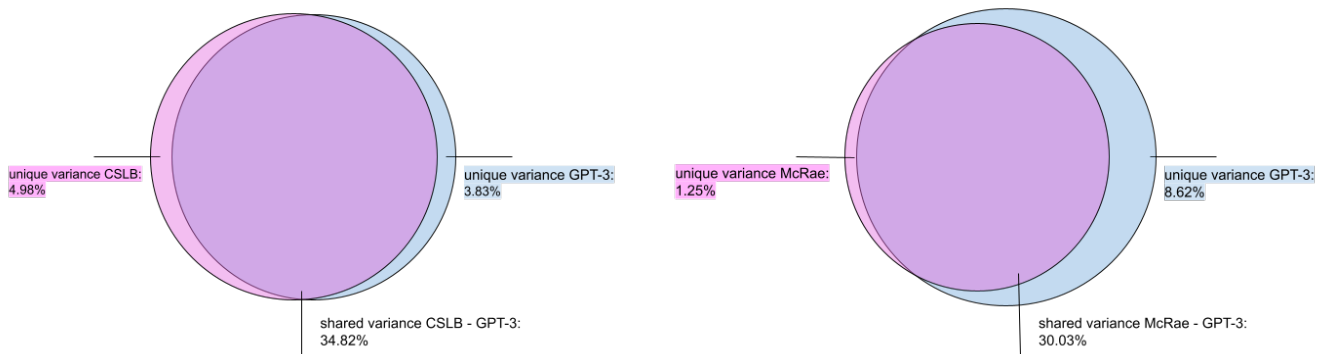 unique variance CSLB:
4.98%
unique variance GPT-3:
3.83%
shared variance CSLB - GPT-3:
34.82%
unique variance McRae:
1.25%
unique variance GPT-3:
8.62%
shared variance McRae - GPT-3:
30.03%